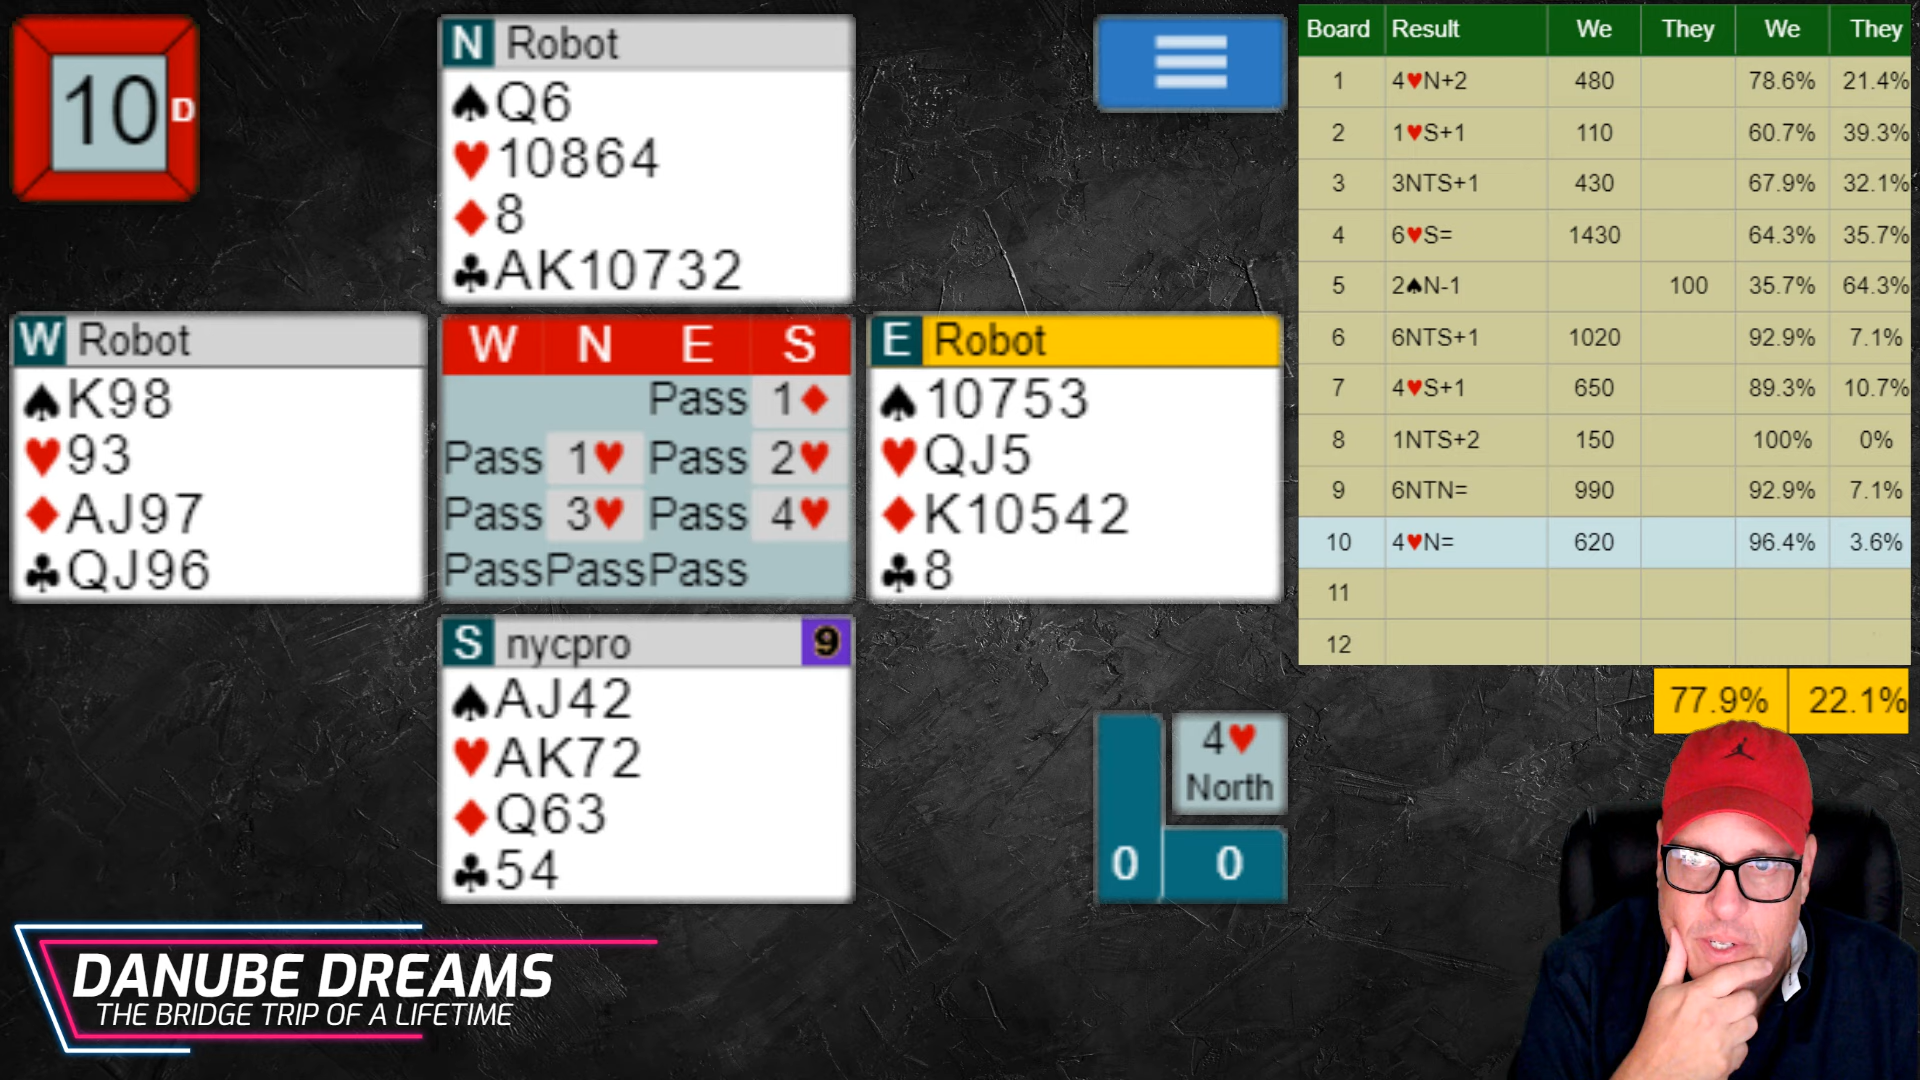 10 D
N Robot
♠Q6
♥10864
♦8
♣AK10732
W Robot
♠K98
♥93
♦AJ97
♣QJ96
W N E S
Pass 1♦
Pass 1♥ Pass 2♥
Pass 3♥ Pass 4♥
Pass Pass Pass
E Robot
♠10753
♥QJ5
♦K10542
♣8
S nycpro 9
♠AJ42
♥AK72
♦Q63
♣54
4♥
North
0 0
Board Result We They We They
1 4♥N+2 480 78.6% 21.4%
2 1♥S+1 110 60.7% 39.3%
3 3NTS+1 430 67.9% 32.1%
4 6♥S= 1430 64.3% 35.7%
5 2♠N-1 100 35.7% 64.3%
6 6NTS+1 1020 92.9% 7.1%
7 4♥S+1 650 89.3% 10.7%
8 1NTS+2 150 100% 0%
9 6NTN= 990 92.9% 7.1%
10 4♥N= 620 96.4% 3.6%
11
12
77.9% 22.1%
DANUBE DREAMS
THE BRIDGE TRIP OF A LIFETIME